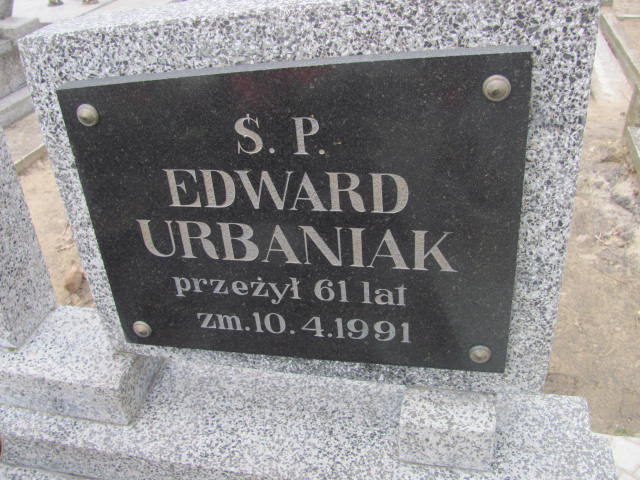 S. P.
EDWARD
URBANIAK
przeżył 61 lat
zm.10.4.1991